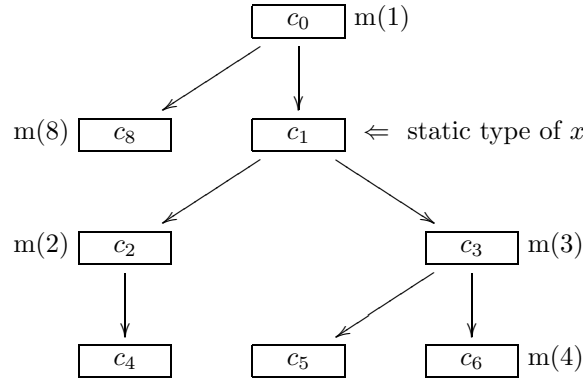 c₀ m(1)
m(8) c₈ c₁ ⇐ static type of x
m(2) c₂ c₃ m(3)
c₄ c₅ c₆ m(4)